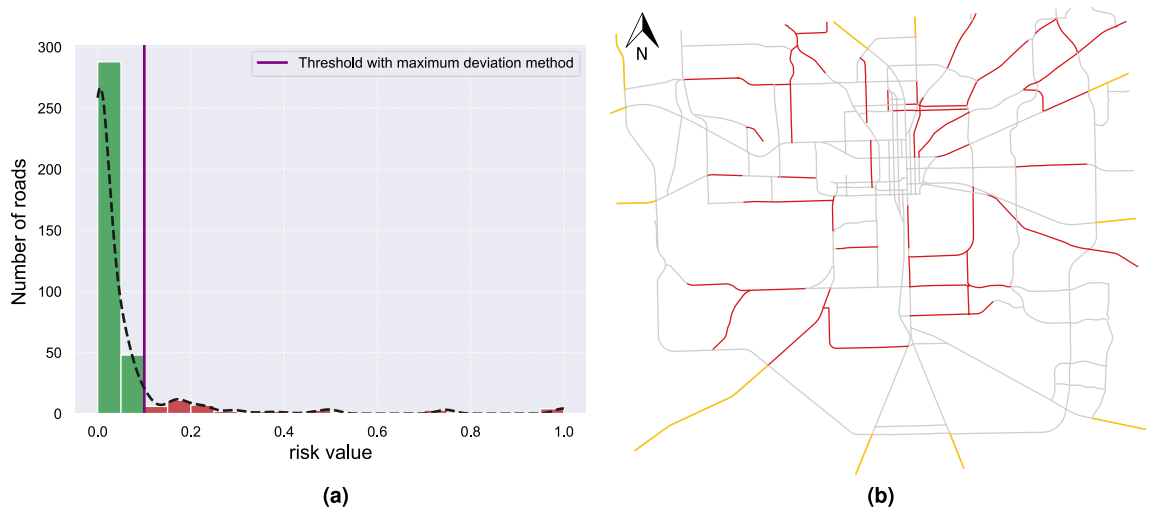 300
250
200
150
100
50
0
Number of roads
Threshold with maximum deviation method
0.0 0.2 0.4 0.6 0.8 1.0
risk value
(a)
N
(b)